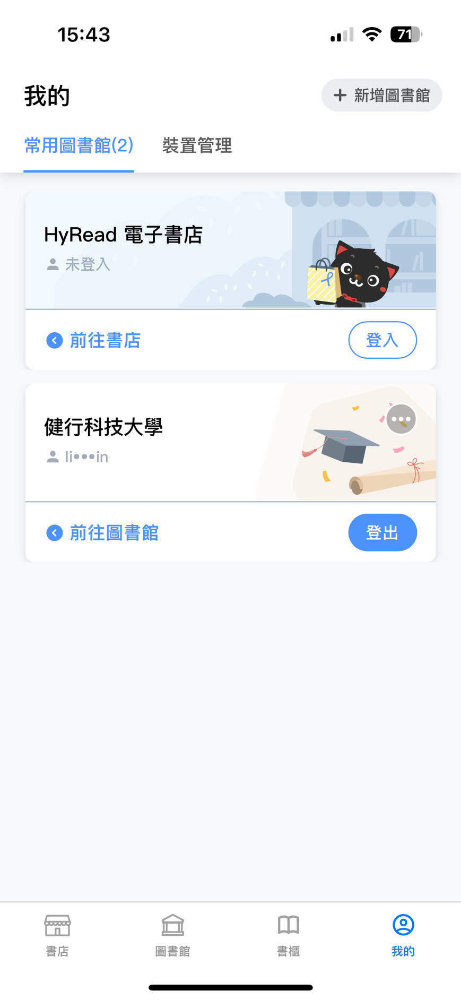 15:43
71
我的
新增圖書館
常用圖書館(2)
裝置管理
HyRead 電子書店
未登入
前往書店
登入
健行科技大學
li•••in
前往圖書館
登出
書店
圖書館
書櫃
我的